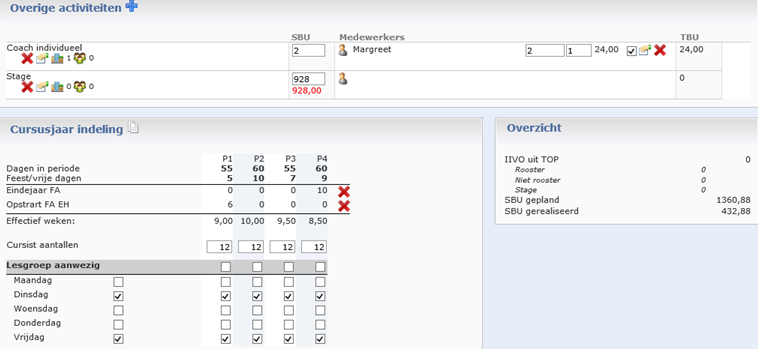 Overige activiteiten
SBU Medewerkers TBU
Coach individueel 2 Margreet 2 1 24,00 24,00
1 0
Stage 928 0
0 0 928,00
Cursusjaar indeling
P1 P2 P3 P4
Dagen in periode 55 60 55 60
Feest/vrije dagen 5 10 7 9
Eindejaar FA 0 0 0 10
Opstrart FA EH 6 0 0 0
Effectief weken: 9,00 10,00 9,50 8,50
Cursist aantallen 12 12 12 12
Lesgroep aanwezig
Maandag
Dinsdag
Woensdag
Donderdag
Vrijdag
Overzicht
IIVO uit TOP 0
Rooster 0
Niet rooster 0
Stage 0
SBU gepland 1360,88
SBU gerealiseerd 432,88